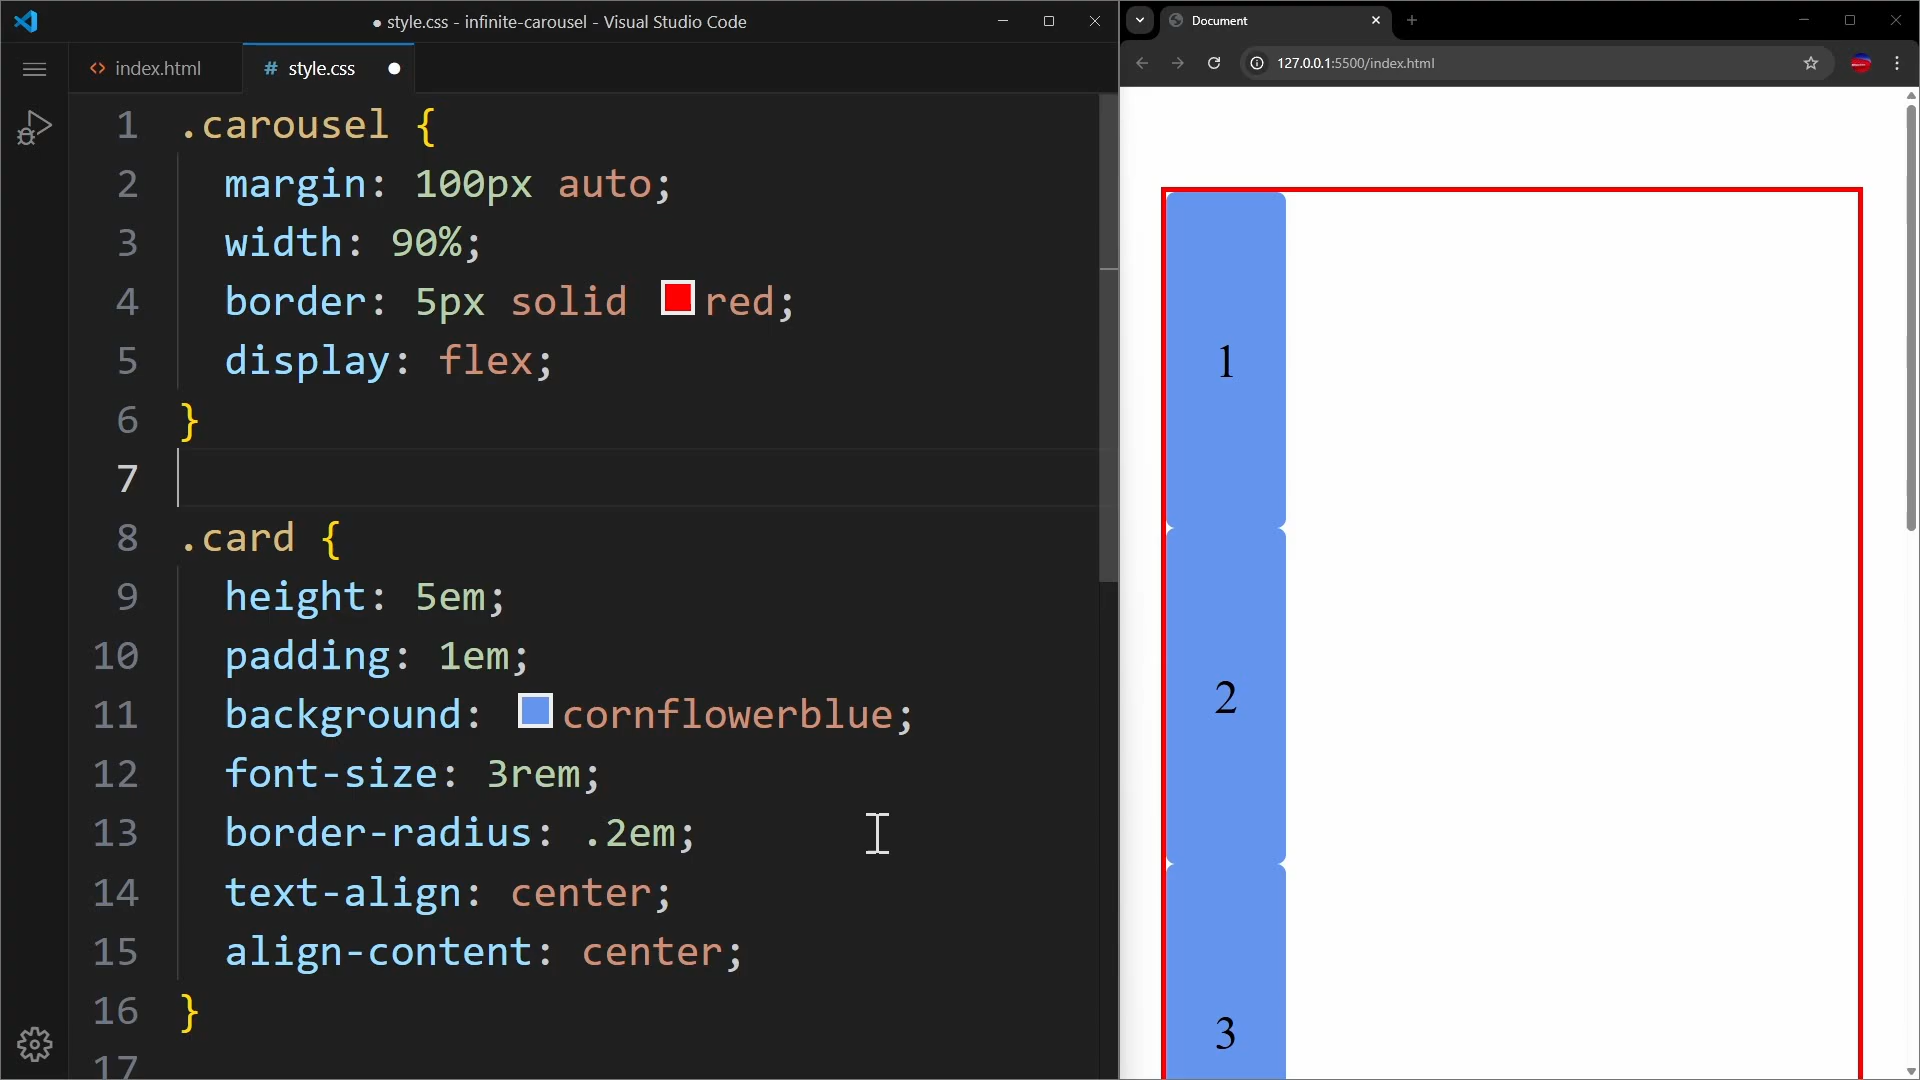 ● style.css - infinite-carousel - Visual Studio Code
index.html
# style.css ●
1 .carousel {
2 margin: 100px auto;
3 width: 90%;
4 border: 5px solid red;
5 display: flex;
6 }
7
8 .card {
9 height: 5em;
10 padding: 1em;
11 background: cornflowerblue;
12 font-size: 3rem;
13 border-radius: .2em;
14 text-align: center;
15 align-content: center;
16 }
17
Document
127.0.0.1:5500/index.html
1
2
3